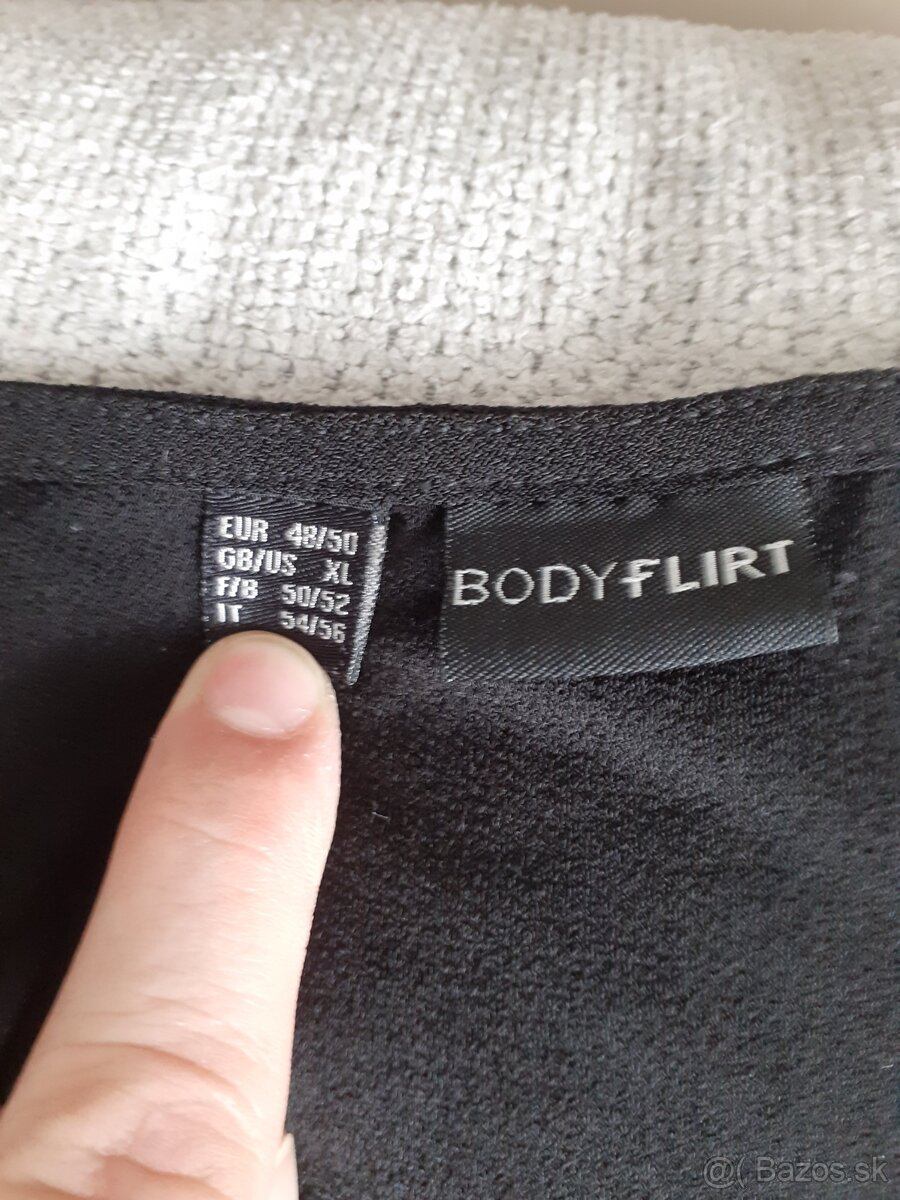 EUR 48/50
GB/US XL
F/B 50/52
IT 54/56
BODYFLIRT
@( Bazos.sk